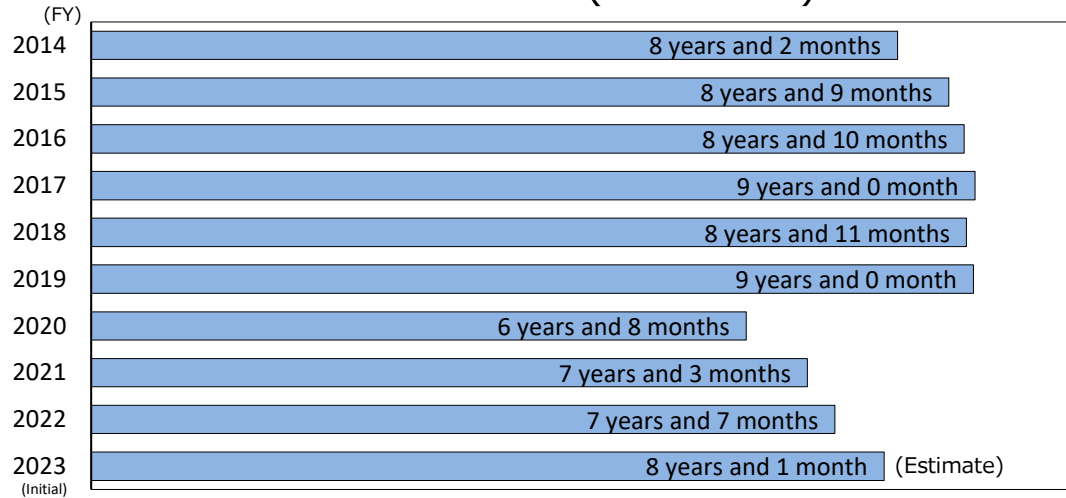 (FY)
2014 8 years and 2 months
2015 8 years and 9 months
2016 8 years and 10 months
2017 9 years and 0 month
2018 8 years and 11 months
2019 9 years and 0 month
2020 6 years and 8 months
2021 7 years and 3 months
2022 7 years and 7 months
2023 8 years and 1 month (Estimate)
(Initial)